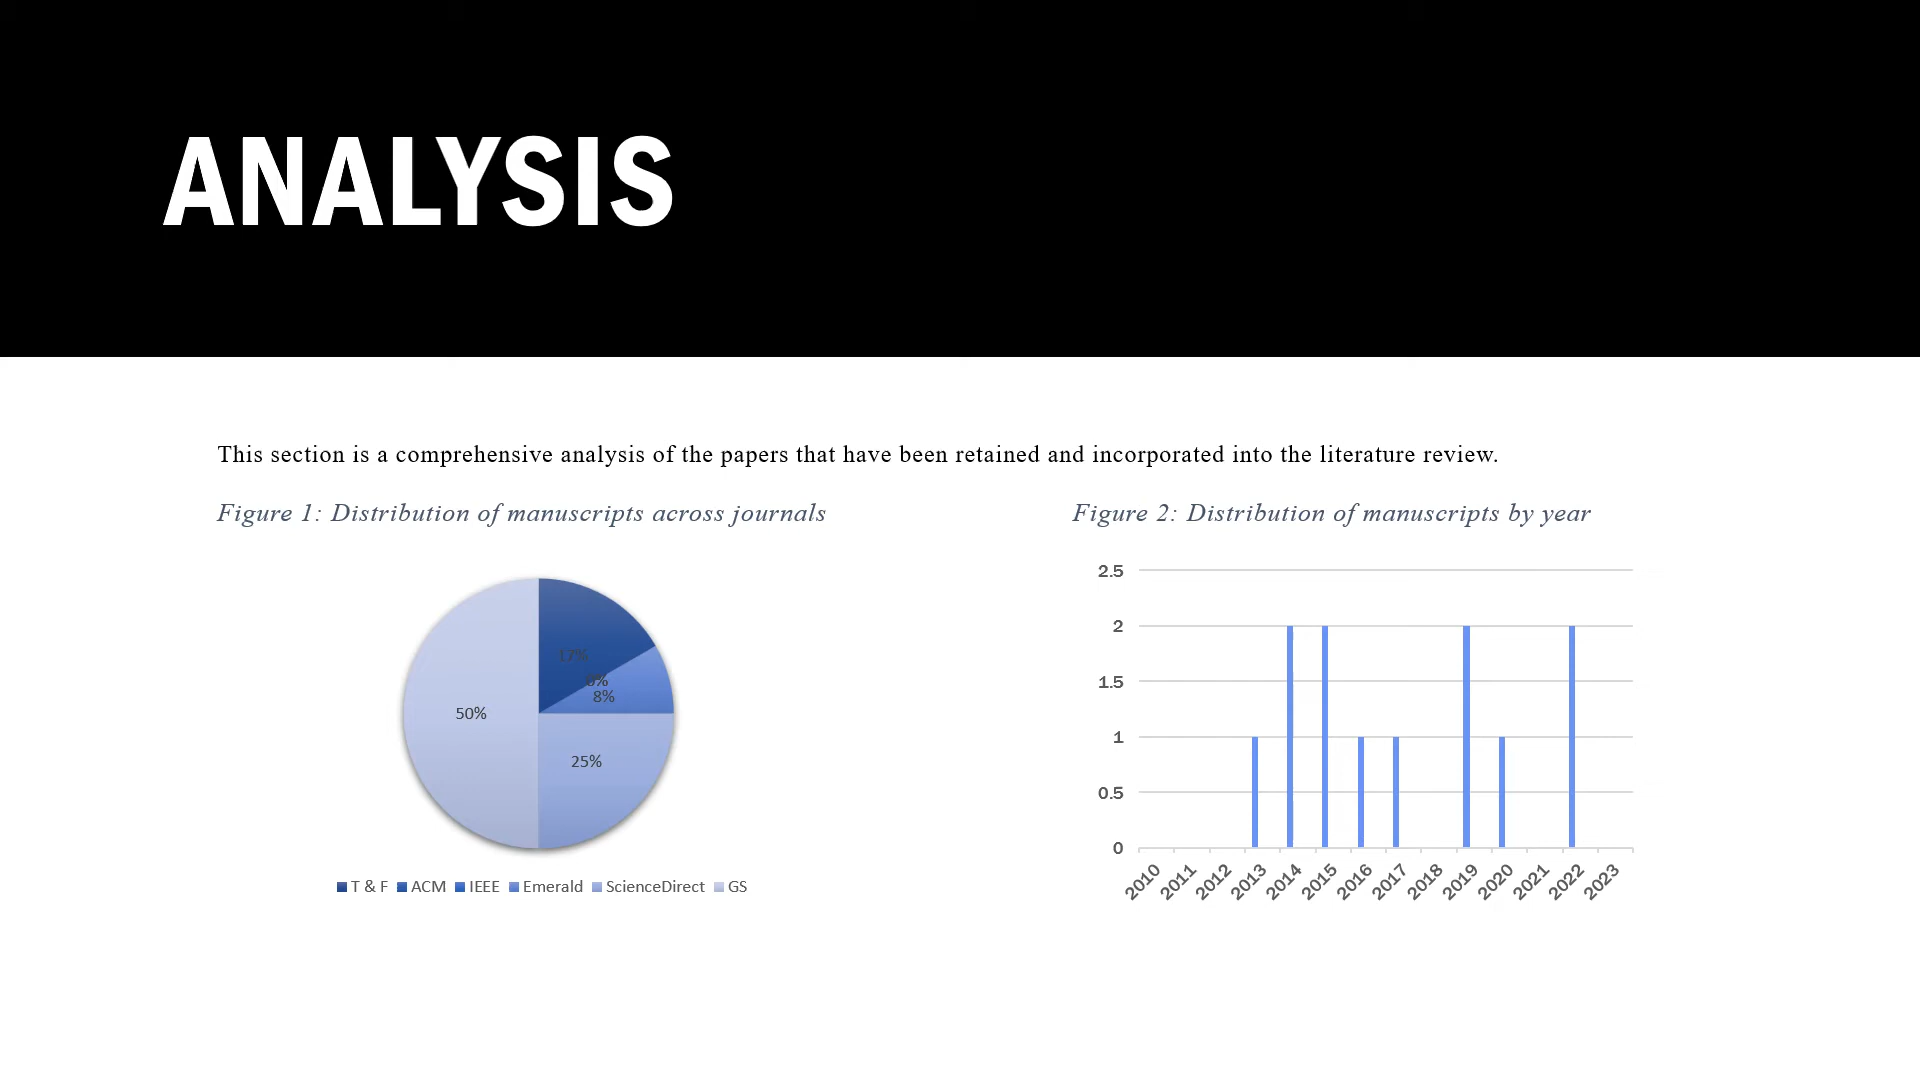 ANALYSIS
This section is a comprehensive analysis of the papers that have been retained and incorporated into the literature review.
Figure 1: Distribution of manuscripts across journals
17%
8%
50%
25%
T & F ACM IEEE Emerald ScienceDirect GS
Figure 2: Distribution of manuscripts by year
2.5
2
1.5
1
0.5
0
2010 2011 2012 2013 2014 2015 2016 2017 2018 2019 2020 2021 2022 2023